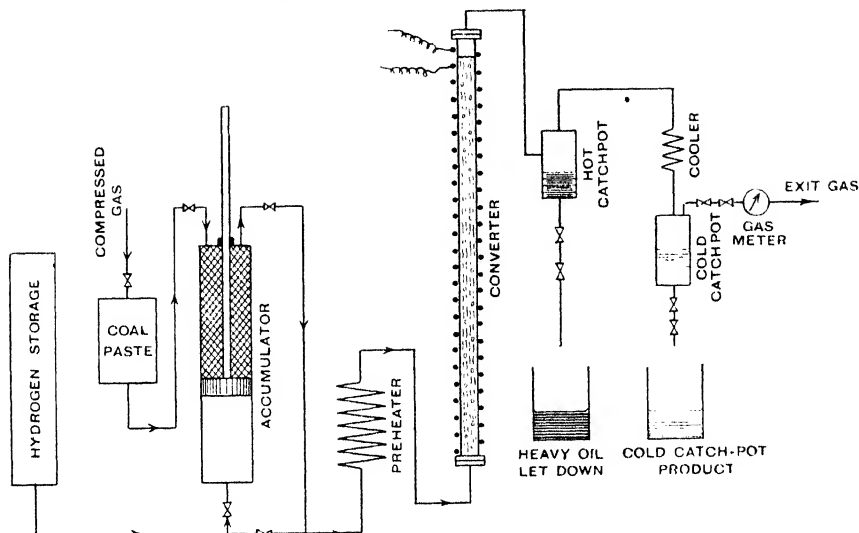 HYDROGEN STORAGE
COMPRESSED
GAS
COAL
PASTE
ACCUMULATOR
PREHEATER
CONVERTER
HOT
CATCHPOT
COOLER
COLD
CATCHPOT
EXIT GAS
GAS
METER
HEAVY OIL
LET DOWN
COLD CATCH-POT
PRODUCT